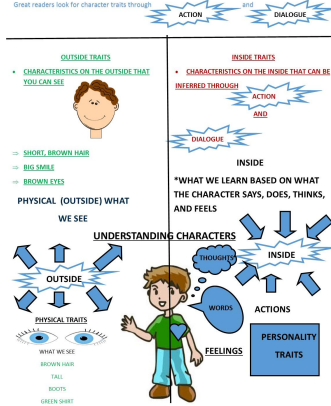 Great readers look for character traits through ACTION and DIALOGUE
OUTSIDE TRAITS
• CHARACTERISTICS ON THE OUTSIDE THAT
YOU CAN SEE
⇒ SHORT, BROWN HAIR
⇒ BIG SMILE
⇒ BROWN EYES
PHYSICAL (OUTSIDE) WHAT
WE SEE
INSIDE TRAITS
• CHARACTERISTICS ON THE INSIDE THAT CAN BE
INFERRED THROUGH
ACTION
AND
DIALOGUE
INSIDE
*WHAT WE LEARN BASED ON WHAT
THE CHARACTER SAYS, DOES, THINKS,
AND FEELS
UNDERSTANDING CHARACTERS
OUTSIDE
PHYSICAL TRAITS
WHAT WE SEE
BROWN HAIR
TALL
BOOTS
GREEN SHIRT
THOUGHTS
INSIDE
WORDS
ACTIONS
FEELINGS
PERSONALITY
TRAITS